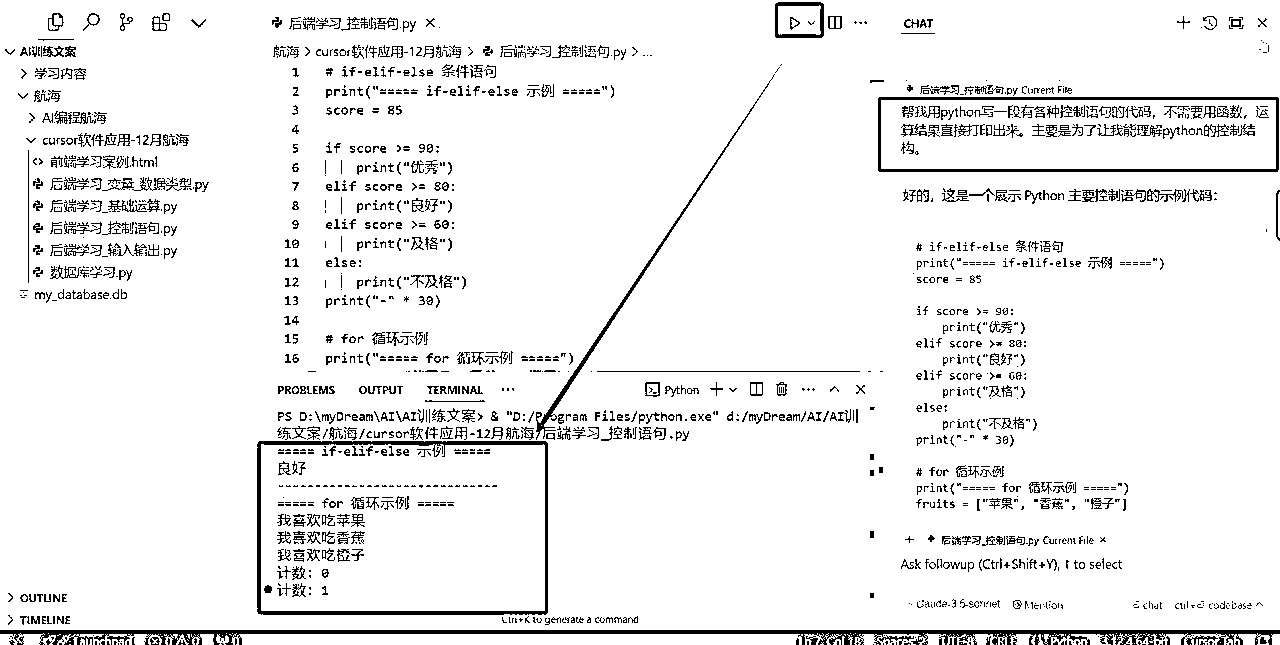 后端学习_控制语句.py ×
CHAT
AI训练文案
学习内容
航海
AI编程航海
cursor软件应用-12月航海
前端学习案例.html
后端学习_变量_数据类型.py
后端学习_基础运算.py
后端学习_控制语句.py
后端学习_输入输出.py
数据库学习.py
my_database.db
OUTLINE
TIMELINE
航海 > cursor软件应用-12月航海 > 后端学习_控制语句.py > ...
1 # if-elif-else 条件语句
2 print("===== if-elif-else 示例 =====")
3 score = 85
4
5 if score >= 90:
6 print("优秀")
7 elif score >= 80:
8 print("良好")
9 elif score >= 60:
10 print("及格")
11 else:
12 print("不及格")
13 print("-" * 30)
14
15 # for 循环示例
16 print("===== for 循环示例 =====")
PROBLEMS OUTPUT TERMINAL ··· Python
PS D:\myDream\AI\AI训练文案> & "D:/Program Files/python.exe" d:/myDream/AI/AI训
练文案/航海/cursor软件应用-12月航海/后端学习_控制语句.py
===== if-elif-else 示例 =====
良好
------------------------------
===== for 循环示例 =====
我喜欢吃苹果
我喜欢吃香蕉
我喜欢吃橙子
计数: 0
计数: 1
Ctrl+K to generate a command
后端学习_控制语句.py Current File
帮我用python写一段有各种控制语句的代码，不需要用函数，运
算结果直接打印出来。主要是为了让我能理解python的控制结
构。
好的，这是一个展示 Python 主要控制语句的示例代码：
# if-elif-else 条件语句
print("===== if-elif-else 示例 =====")
score = 85
if score >= 90:
print("优秀")
elif score >= 80:
print("良好")
elif score >= 60:
print("及格")
else:
print("不及格")
print("-" * 30)
# for 循环示例
print("===== for 循环示例 =====")
fruits = ["苹果", "香蕉", "橙子"]
+ 后端学习_控制语句.py Current File ×
Ask followup (Ctrl+Shift+Y), ↑ to select
claude-3.5-sonnet Mention chat ctrl+⏎ codebase